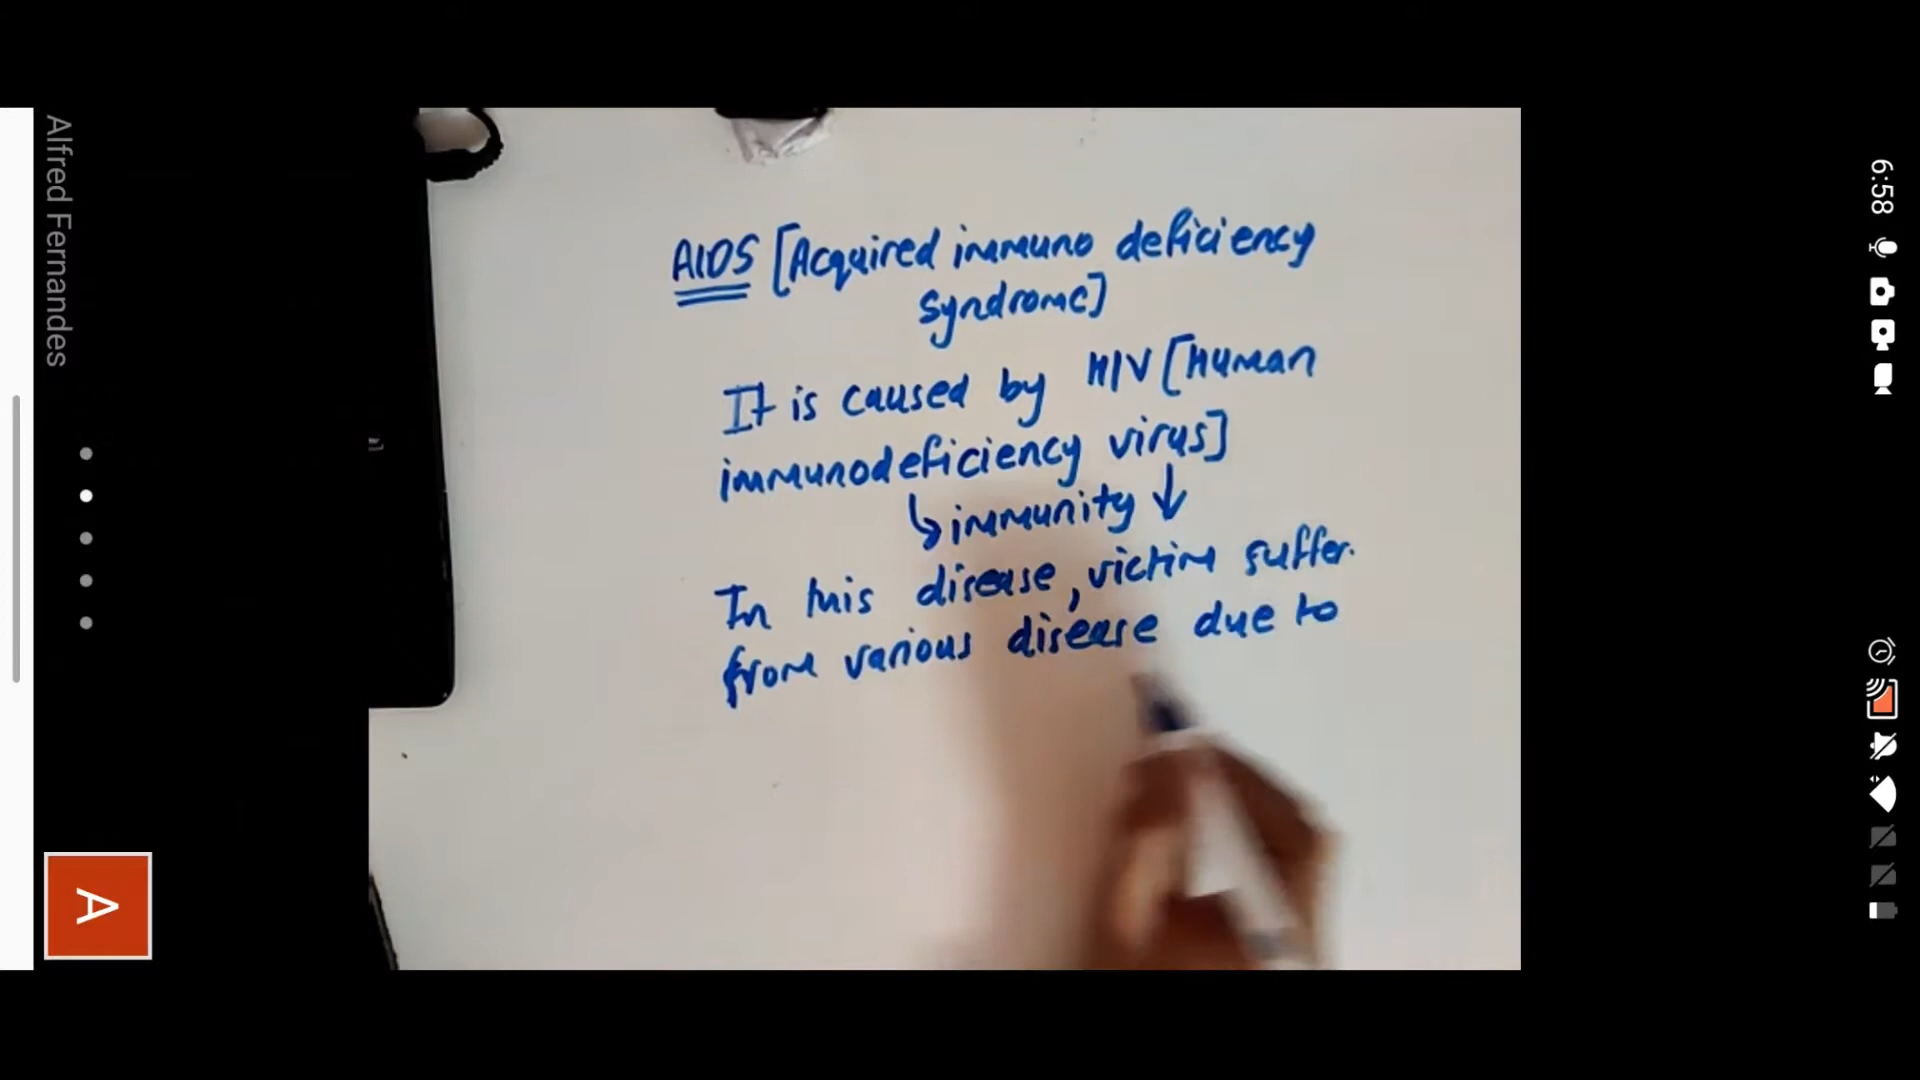 Alfred Fernandes
6:58
AIDS [Acquired immuno deficiency
syndrome]
It is caused by HIV [Human
immunodeficiency virus]
↳ immunity ↓
In this disease, victim suffer.
from various disease due to
A